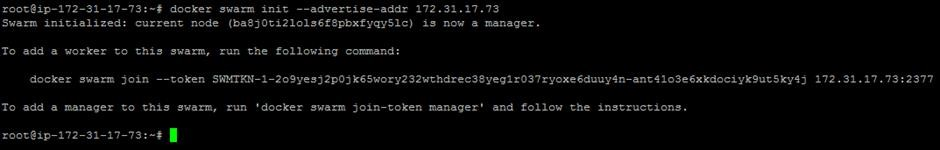 root@ip-172-31-17-73:~# docker swarm init --advertise-addr 172.31.17.73
Swarm initialized: current node (ba8j0ti2lols6f8pbxfyqy5lc) is now a manager.
To add a worker to this swarm, run the following command:
docker swarm join --token SWMTKN-1-2o9yesj2p0jk65wory232wthdrec38yeg1r037ryoxe6duuy4n-ant41o3e6xkdociyk9ut5ky4j 172.31.17.73:2377
To add a manager to this swarm, run 'docker swarm join-token manager' and follow the instructions.
root@ip-172-31-17-73:~#